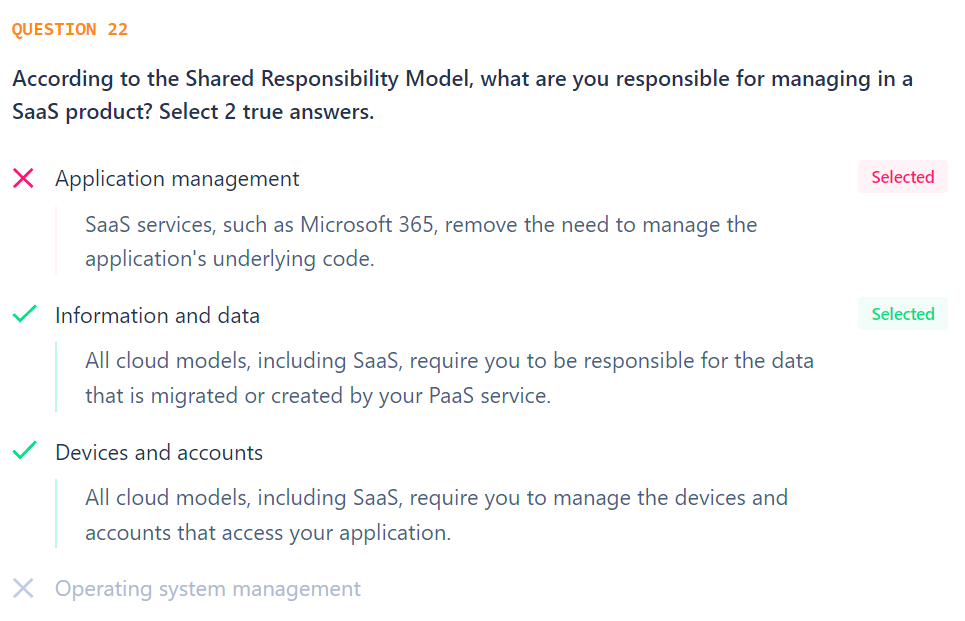 QUESTION 22
According to the Shared Responsibility Model, what are you responsible for managing in a
SaaS product? Select 2 true answers.
Application management
Selected
SaaS services, such as Microsoft 365, remove the need to manage the
application's underlying code.
Information and data
Selected
All cloud models, including SaaS, require you to be responsible for the data
that is migrated or created by your PaaS service.
Devices and accounts
All cloud models, including SaaS, require you to manage the devices and
accounts that access your application.
Operating system management